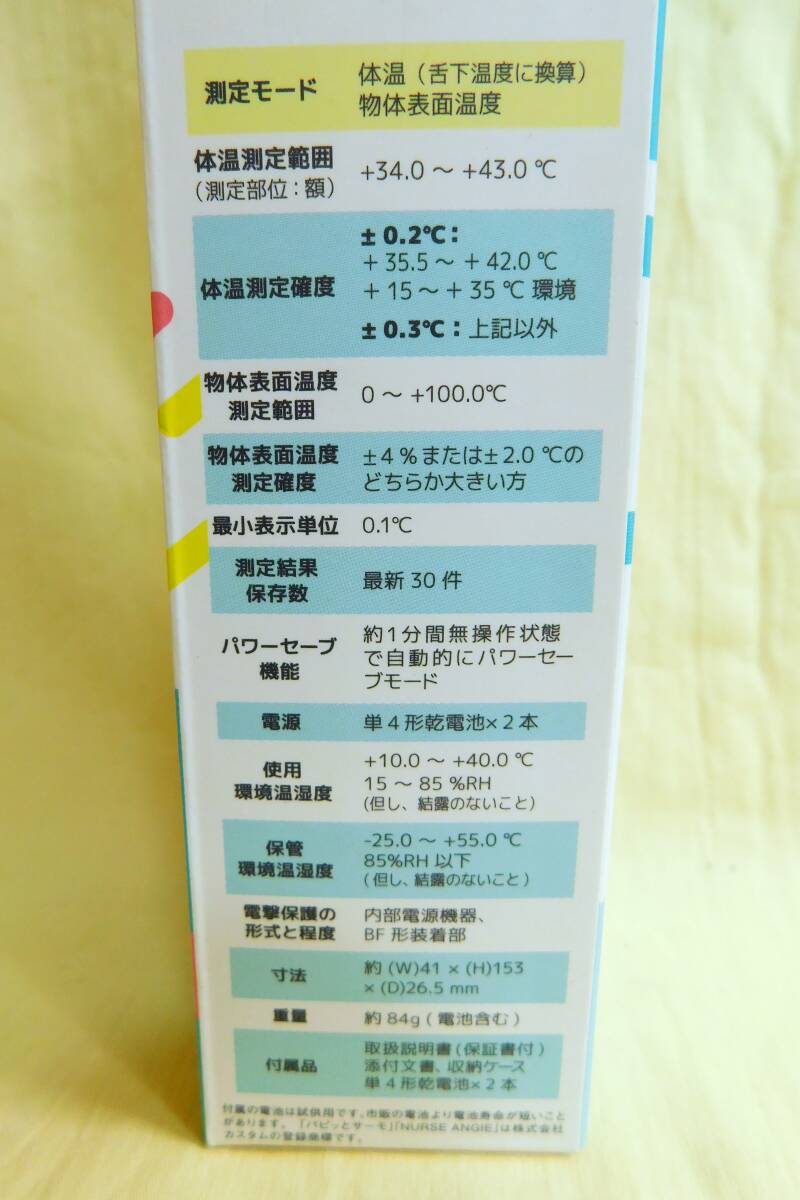 測定モード
体温（舌下温度に換算）
物体表面温度
体温測定範囲
（測定部位：額）
+34.0 ～ +43.0 ℃
体温測定確度
± 0.2℃：
+ 35.5 ～ + 42.0 ℃
+ 15 ～ + 35 ℃ 環境
± 0.3℃：上記以外
物体表面温度
測定範囲
0 ～ +100.0℃
物体表面温度
測定確度
±4 %または±2.0 ℃の
どちらか大きい方
最小表示単位
0.1℃
測定結果
保存数
最新 30 件
パワーセーブ
機能
約1分間無操作状態
で自動的にパワーセー
ブモード
電源
単４形乾電池×２本
使用
環境温湿度
+10.0 ～ +40.0 ℃
15 ～ 85 %RH
（但し、結露のないこと）
保管
環境温湿度
-25.0 ～ +55.0 ℃
85%RH 以下
（但し、結露のないこと）
電撃保護の
形式と程度
内部電源機器、
BF 形装着部
寸法
約 (W)41 × (H)153
× (D)26.5 mm
重量
約 84g ( 電池含む )
付属品
取扱説明書（保証書付）
添付文書、収納ケース
単４形乾電池×２本
付属の電池は試供用です。市販の電池より電池寿命が短いこと
があります。「パピッとサーモ」「NURSE ANGIE」は株式会社
カスタムの登録商標です。